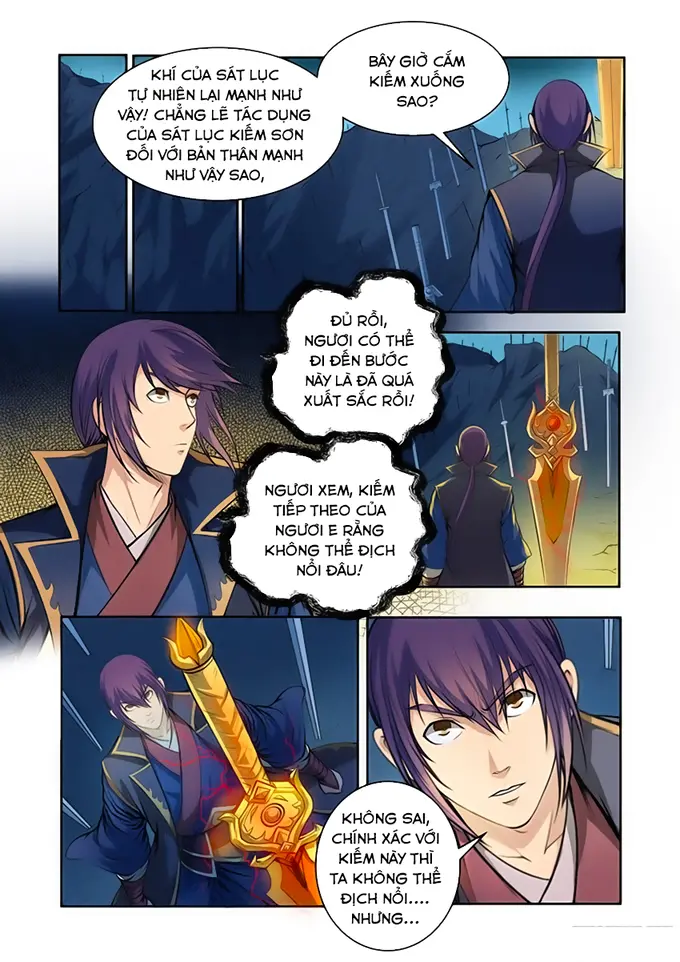 KHÍ CỦA SÁT LỤC
TỰ NHIÊN LẠI MẠNH NHƯ
VẬY! CHẲNG LẼ TÁC DỤNG
CỦA SÁT LỤC KIẾM SƠN
ĐỐI VỚI BẢN THÂN MẠNH
NHƯ VẬY SAO,
BÂY GIỜ CẮM
KIẾM XUỐNG
SAO?
ĐỦ RỒI,
NGƯƠI CÓ THỂ
ĐI ĐẾN BƯỚC
NÀY LÀ ĐÃ QUÁ
XUẤT SẮC RỒI!
NGƯƠI XEM, KIẾM
TIẾP THEO CỦA
NGƯƠI E RẰNG
KHÔNG THỂ ĐỊCH
NỔI ĐÂU!
KHÔNG SAI,
CHÍNH XÁC VỚI
KIẾM NÀY THÌ
TA KHÔNG THỂ
ĐỊCH NỔI....
NHƯNG...